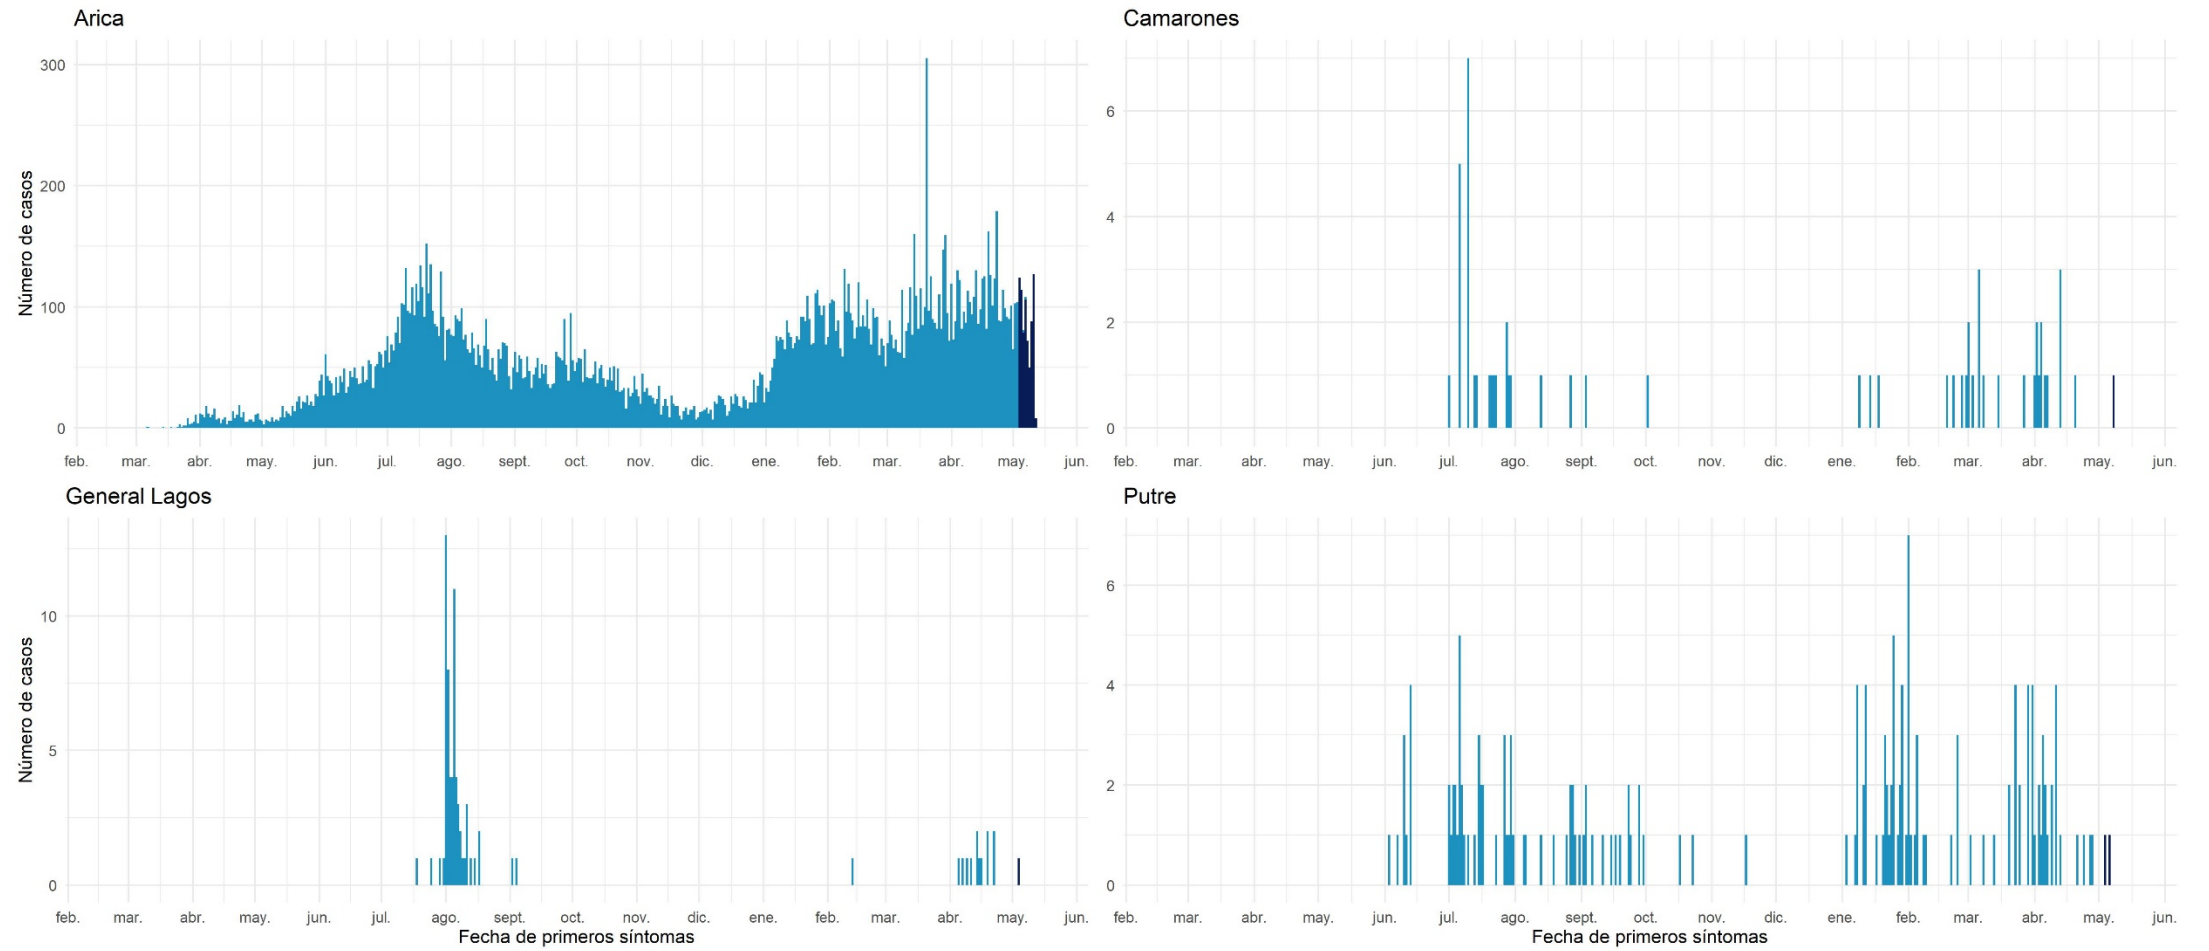 Arica
Número de casos
300
200
100
0
feb. mar. abr. may. jun. jul. ago. sept. oct. nov. dic. ene. feb. mar. abr. may. jun.
Camarones
6
4
2
0
feb. mar. abr. may. jun. jul. ago. sept. oct. nov. dic. ene. feb. mar. abr. may. jun.
General Lagos
Número de casos
10
5
0
feb. mar. abr. may. jun. jul. ago. sept. oct. nov. dic. ene. feb. mar. abr. may. jun.
Fecha de primeros síntomas
Putre
6
4
2
0
feb. mar. abr. may. jun. jul. ago. sept. oct. nov. dic. ene. feb. mar. abr. may. jun.
Fecha de primeros síntomas